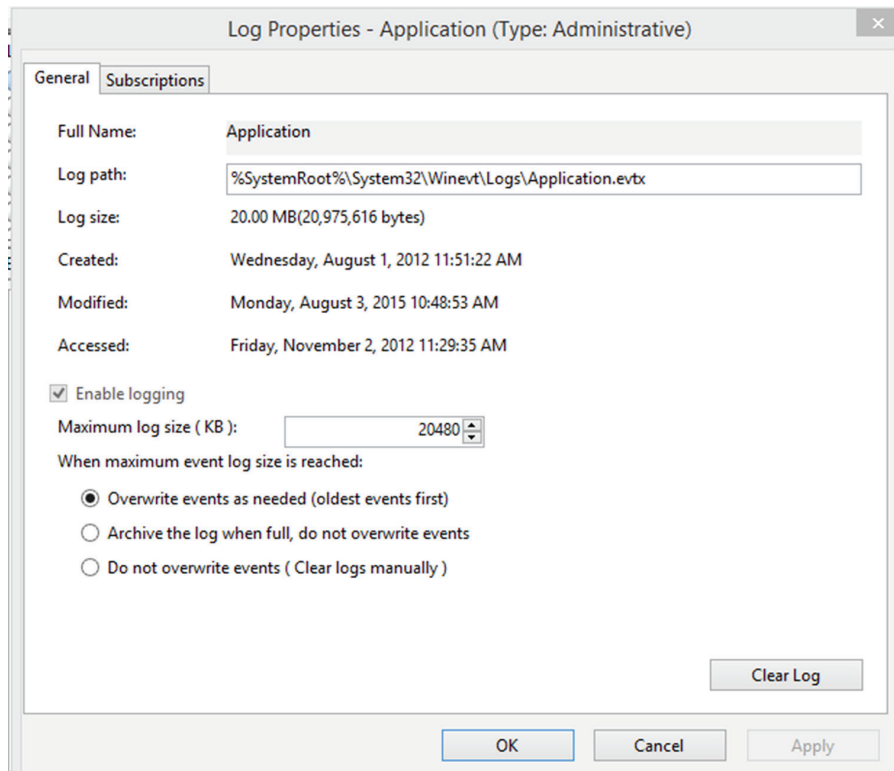 Log Properties - Application (Type: Administrative)
General
Subscriptions
Full Name:
Application
Log path:
%SystemRoot%\System32\Winevt\Logs\Application.evtx
Log size:
20.00 MB(20,975,616 bytes)
Created:
Wednesday, August 1, 2012 11:51:22 AM
Modified:
Monday, August 3, 2015 10:48:53 AM
Accessed:
Friday, November 2, 2012 11:29:35 AM
Enable logging
Maximum log size ( KB ):
20480
When maximum event log size is reached:
Overwrite events as needed (oldest events first)
Archive the log when full, do not overwrite events
Do not overwrite events ( Clear logs manually )
Clear Log
OK
Cancel
Apply